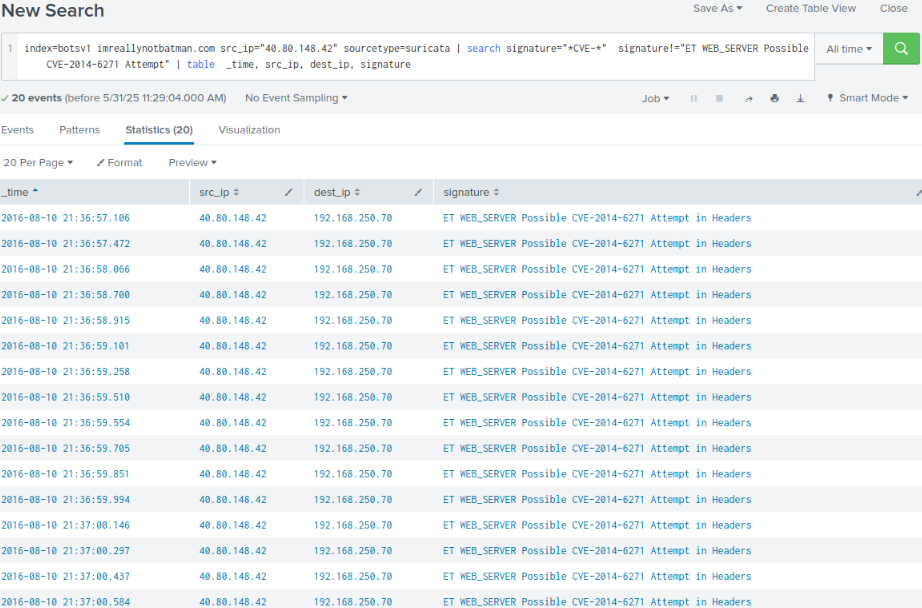 New Search
Save As Create Table View Close
1 index=botsv1 imreallynotbatman.com src_ip="40.80.148.42" sourcetype=suricata | search signature="*CVE-*" signature!="ET WEB_SERVER Possible
CVE-2014-6271 Attempt" | table _time, src_ip, dest_ip, signature
All time
20 events (before 5/31/25 11:29:04.000 AM) No Event Sampling Job Smart Mode
Events Patterns Statistics (20) Visualization
20 Per Page Format Preview
_time src_ip dest_ip signature
2016-08-10 21:36:57.106 40.80.148.42 192.168.250.70 ET WEB_SERVER Possible CVE-2014-6271 Attempt in Headers
2016-08-10 21:36:57.472 40.80.148.42 192.168.250.70 ET WEB_SERVER Possible CVE-2014-6271 Attempt in Headers
2016-08-10 21:36:58.066 40.80.148.42 192.168.250.70 ET WEB_SERVER Possible CVE-2014-6271 Attempt in Headers
2016-08-10 21:36:58.700 40.80.148.42 192.168.250.70 ET WEB_SERVER Possible CVE-2014-6271 Attempt in Headers
2016-08-10 21:36:58.915 40.80.148.42 192.168.250.70 ET WEB_SERVER Possible CVE-2014-6271 Attempt in Headers
2016-08-10 21:36:59.101 40.80.148.42 192.168.250.70 ET WEB_SERVER Possible CVE-2014-6271 Attempt in Headers
2016-08-10 21:36:59.258 40.80.148.42 192.168.250.70 ET WEB_SERVER Possible CVE-2014-6271 Attempt in Headers
2016-08-10 21:36:59.510 40.80.148.42 192.168.250.70 ET WEB_SERVER Possible CVE-2014-6271 Attempt in Headers
2016-08-10 21:36:59.554 40.80.148.42 192.168.250.70 ET WEB_SERVER Possible CVE-2014-6271 Attempt in Headers
2016-08-10 21:36:59.705 40.80.148.42 192.168.250.70 ET WEB_SERVER Possible CVE-2014-6271 Attempt in Headers
2016-08-10 21:36:59.851 40.80.148.42 192.168.250.70 ET WEB_SERVER Possible CVE-2014-6271 Attempt in Headers
2016-08-10 21:36:59.994 40.80.148.42 192.168.250.70 ET WEB_SERVER Possible CVE-2014-6271 Attempt in Headers
2016-08-10 21:37:00.146 40.80.148.42 192.168.250.70 ET WEB_SERVER Possible CVE-2014-6271 Attempt in Headers
2016-08-10 21:37:00.297 40.80.148.42 192.168.250.70 ET WEB_SERVER Possible CVE-2014-6271 Attempt in Headers
2016-08-10 21:37:00.437 40.80.148.42 192.168.250.70 ET WEB_SERVER Possible CVE-2014-6271 Attempt in Headers
2016-08-10 21:37:00.584 40.80.148.42 192.168.250.70 ET WEB_SERVER Possible CVE-2014-6271 Attempt in Headers